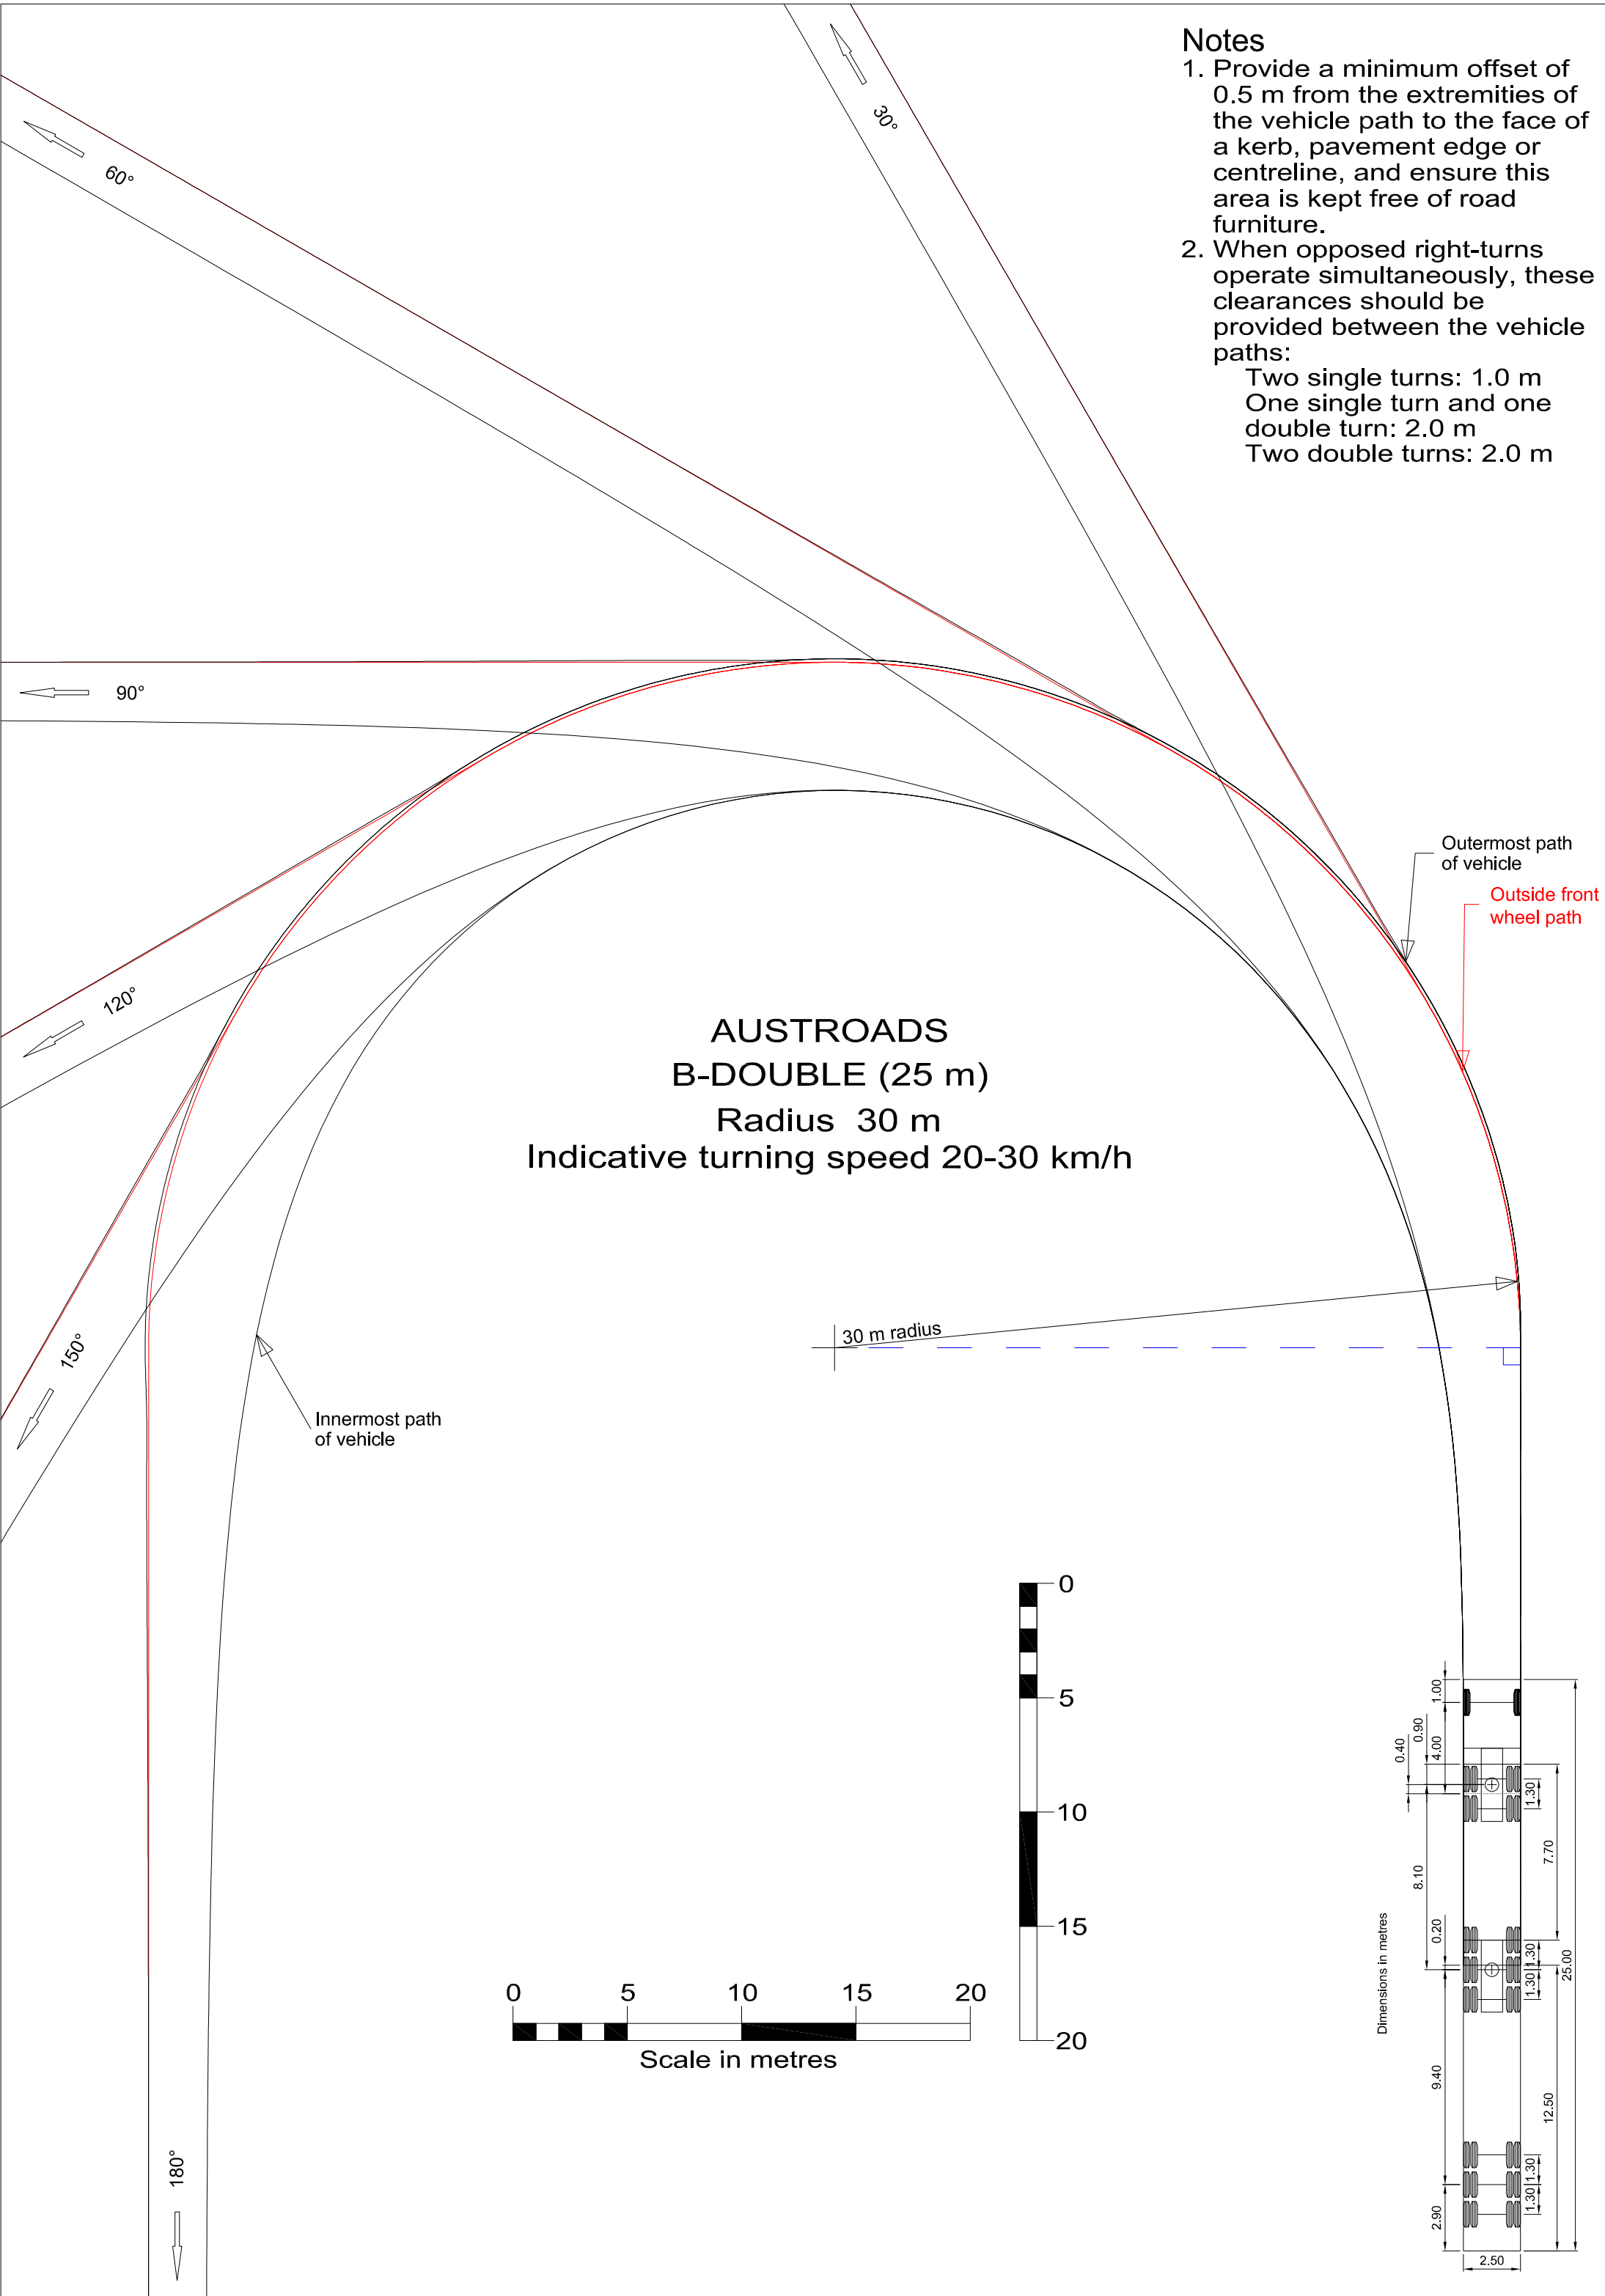 Notes
1. Provide a minimum offset of
0.5 m from the extremities of
the vehicle path to the face of
a kerb, pavement edge or
centreline, and ensure this
area is kept free of road
furniture.
2. When opposed right-turns
operate simultaneously, these
clearances should be
provided between the vehicle
paths:
Two single turns: 1.0 m
One single turn and one
double turn: 2.0 m
Two double turns: 2.0 m
30°
60°
90°
120°
150°
180°
Outermost path
of vehicle
Outside front
wheel path
AUSTROADS
B-DOUBLE (25 m)
Radius 30 m
Indicative turning speed 20-30 km/h
30 m radius
Innermost path
of vehicle
0
5
10
15
20
0
5
10
15
20
Scale in metres
Dimensions in metres
1.00
0.90
4.00
0.40
1.30
7.70
8.10
0.20
1.30
1.30
25.00
9.40
12.50
1.30
1.30
2.90
2.50